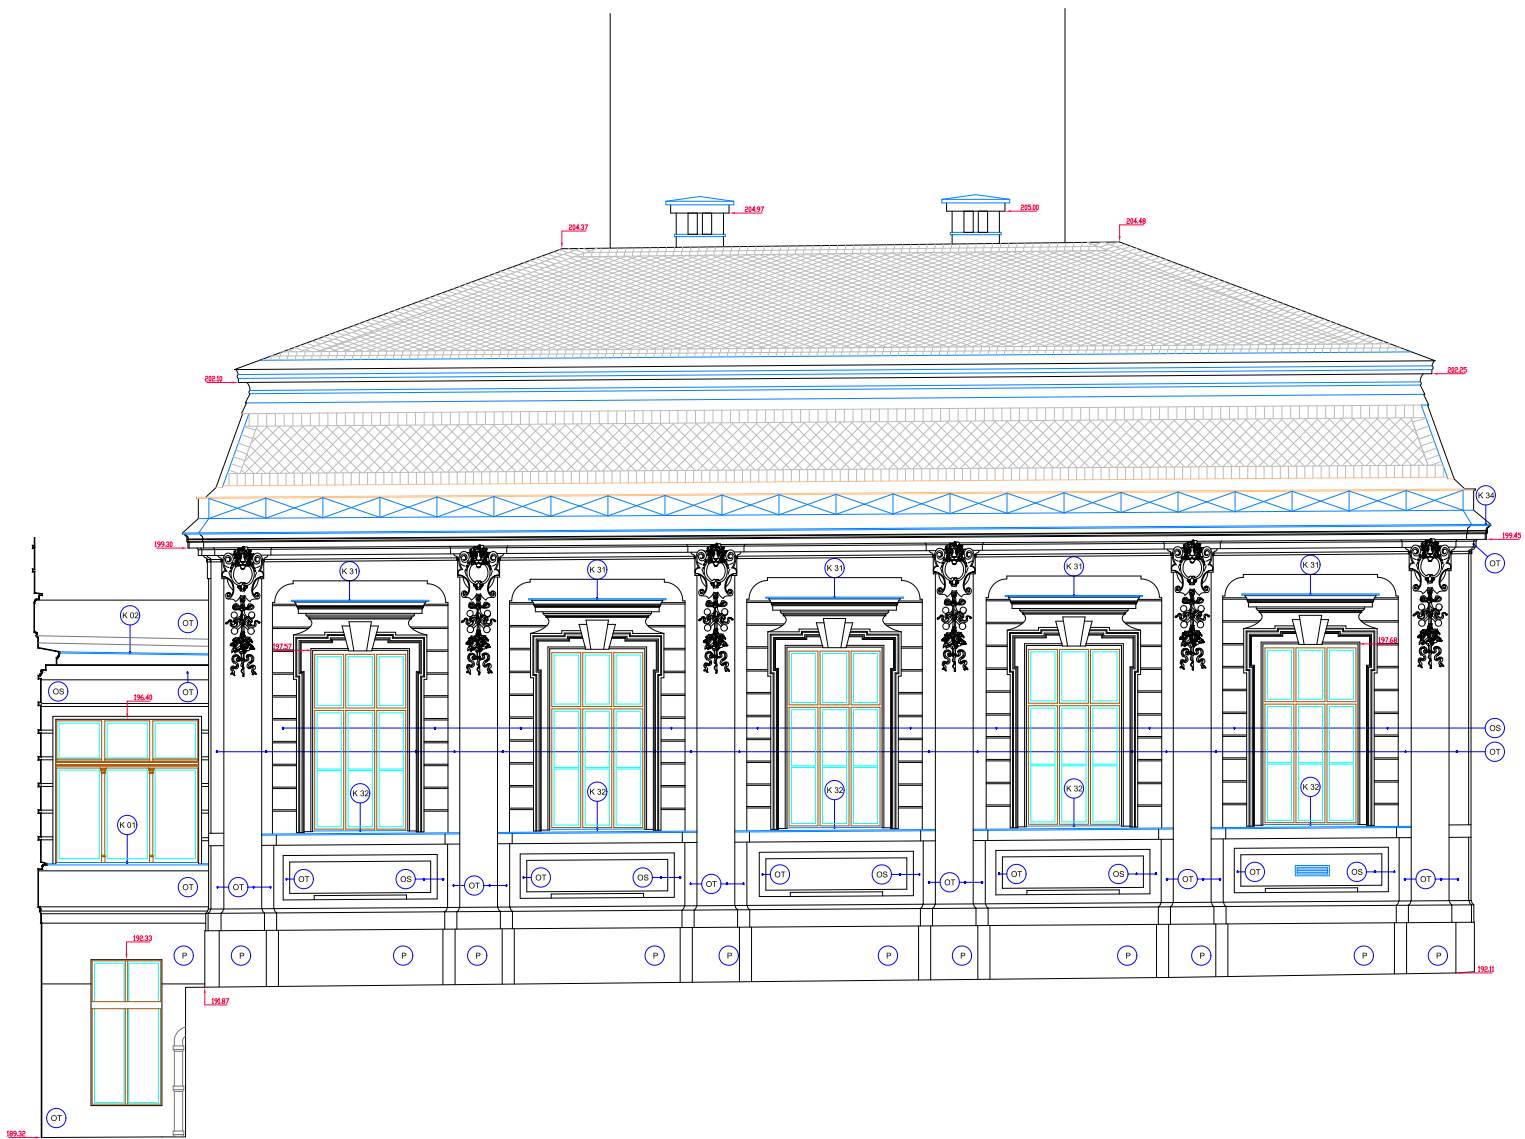 204.97
205.00
204.37
204.48
202.10
202.25
K 34
199.30
199.45
OT
K 31
K 31
K 31
K 31
K 31
K 02
OT
197.57
197.68
OS
OT
196.40
OS
OT
K 32
K 32
K 32
K 32
K 32
K 01
OT
OT
OT
OS
OT
OT
OS
OT
OT
OS
OT
OT
OS
OT
OT
OS
OT
192.33
P
P
P
P
P
P
P
P
P
P
P
P
192.11
191.87
OT
189.32